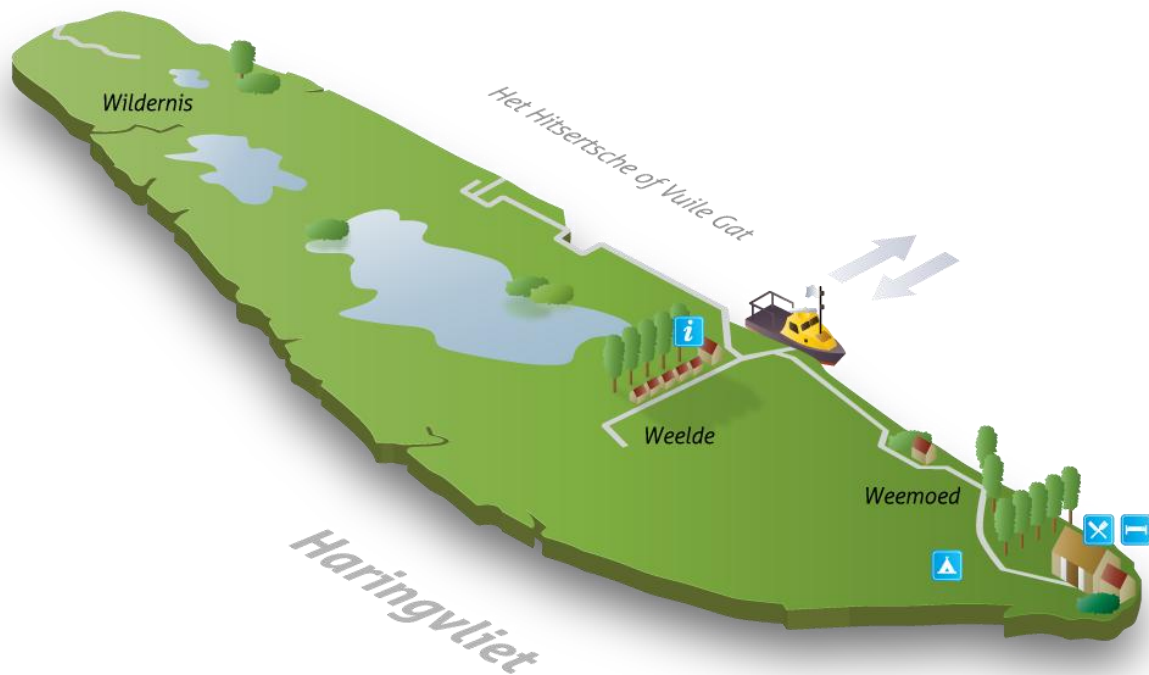 Wildernis
Het Hitsertsche of Vuile Gat
i
Weelde
Weemoed
Haringvliet